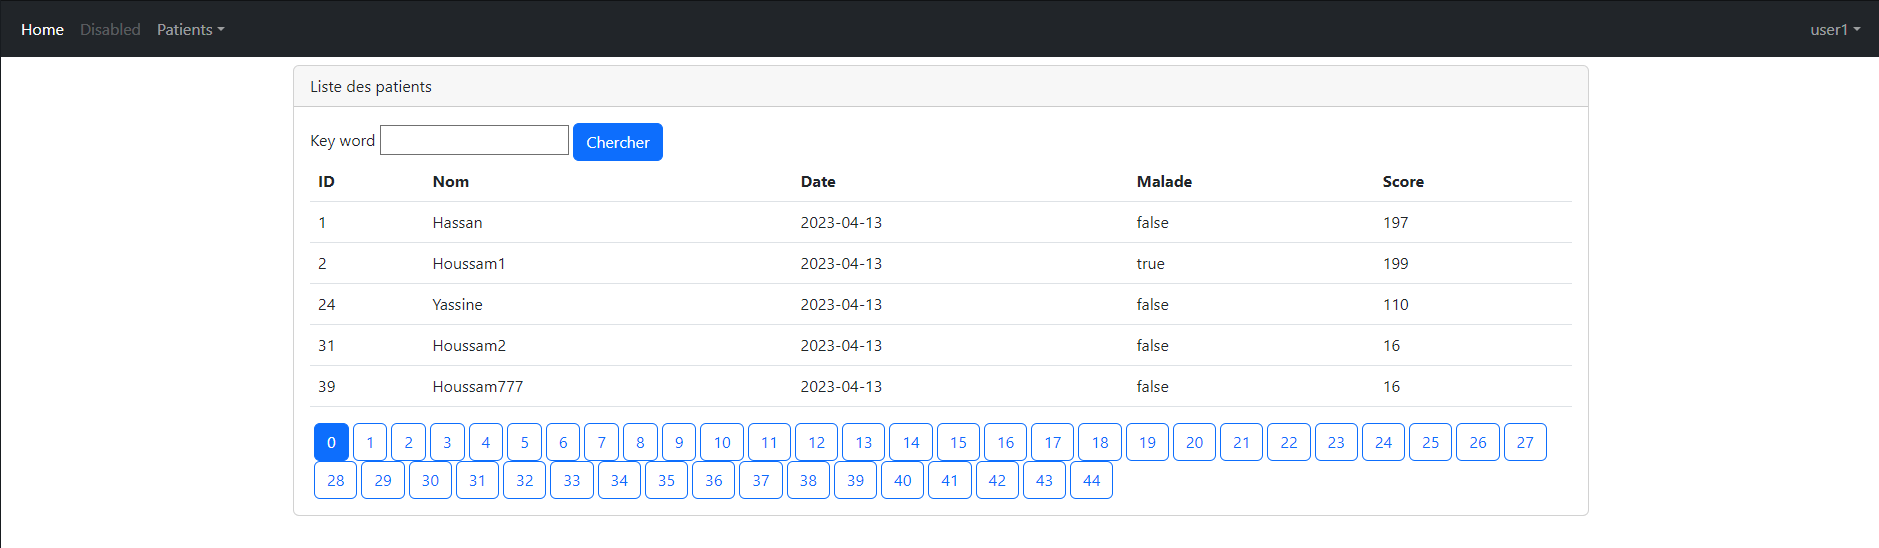 Home Disabled Patients user1
Liste des patients
Key word Chercher
ID Nom Date Malade Score
1 Hassan 2023-04-13 false 197
2 Houssam1 2023-04-13 true 199
24 Yassine 2023-04-13 false 110
31 Houssam2 2023-04-13 false 16
39 Houssam777 2023-04-13 false 16
0 1 2 3 4 5 6 7 8 9 10 11 12 13 14 15 16 17 18 19 20 21 22 23 24 25 26 27
28 29 30 31 32 33 34 35 36 37 38 39 40 41 42 43 44